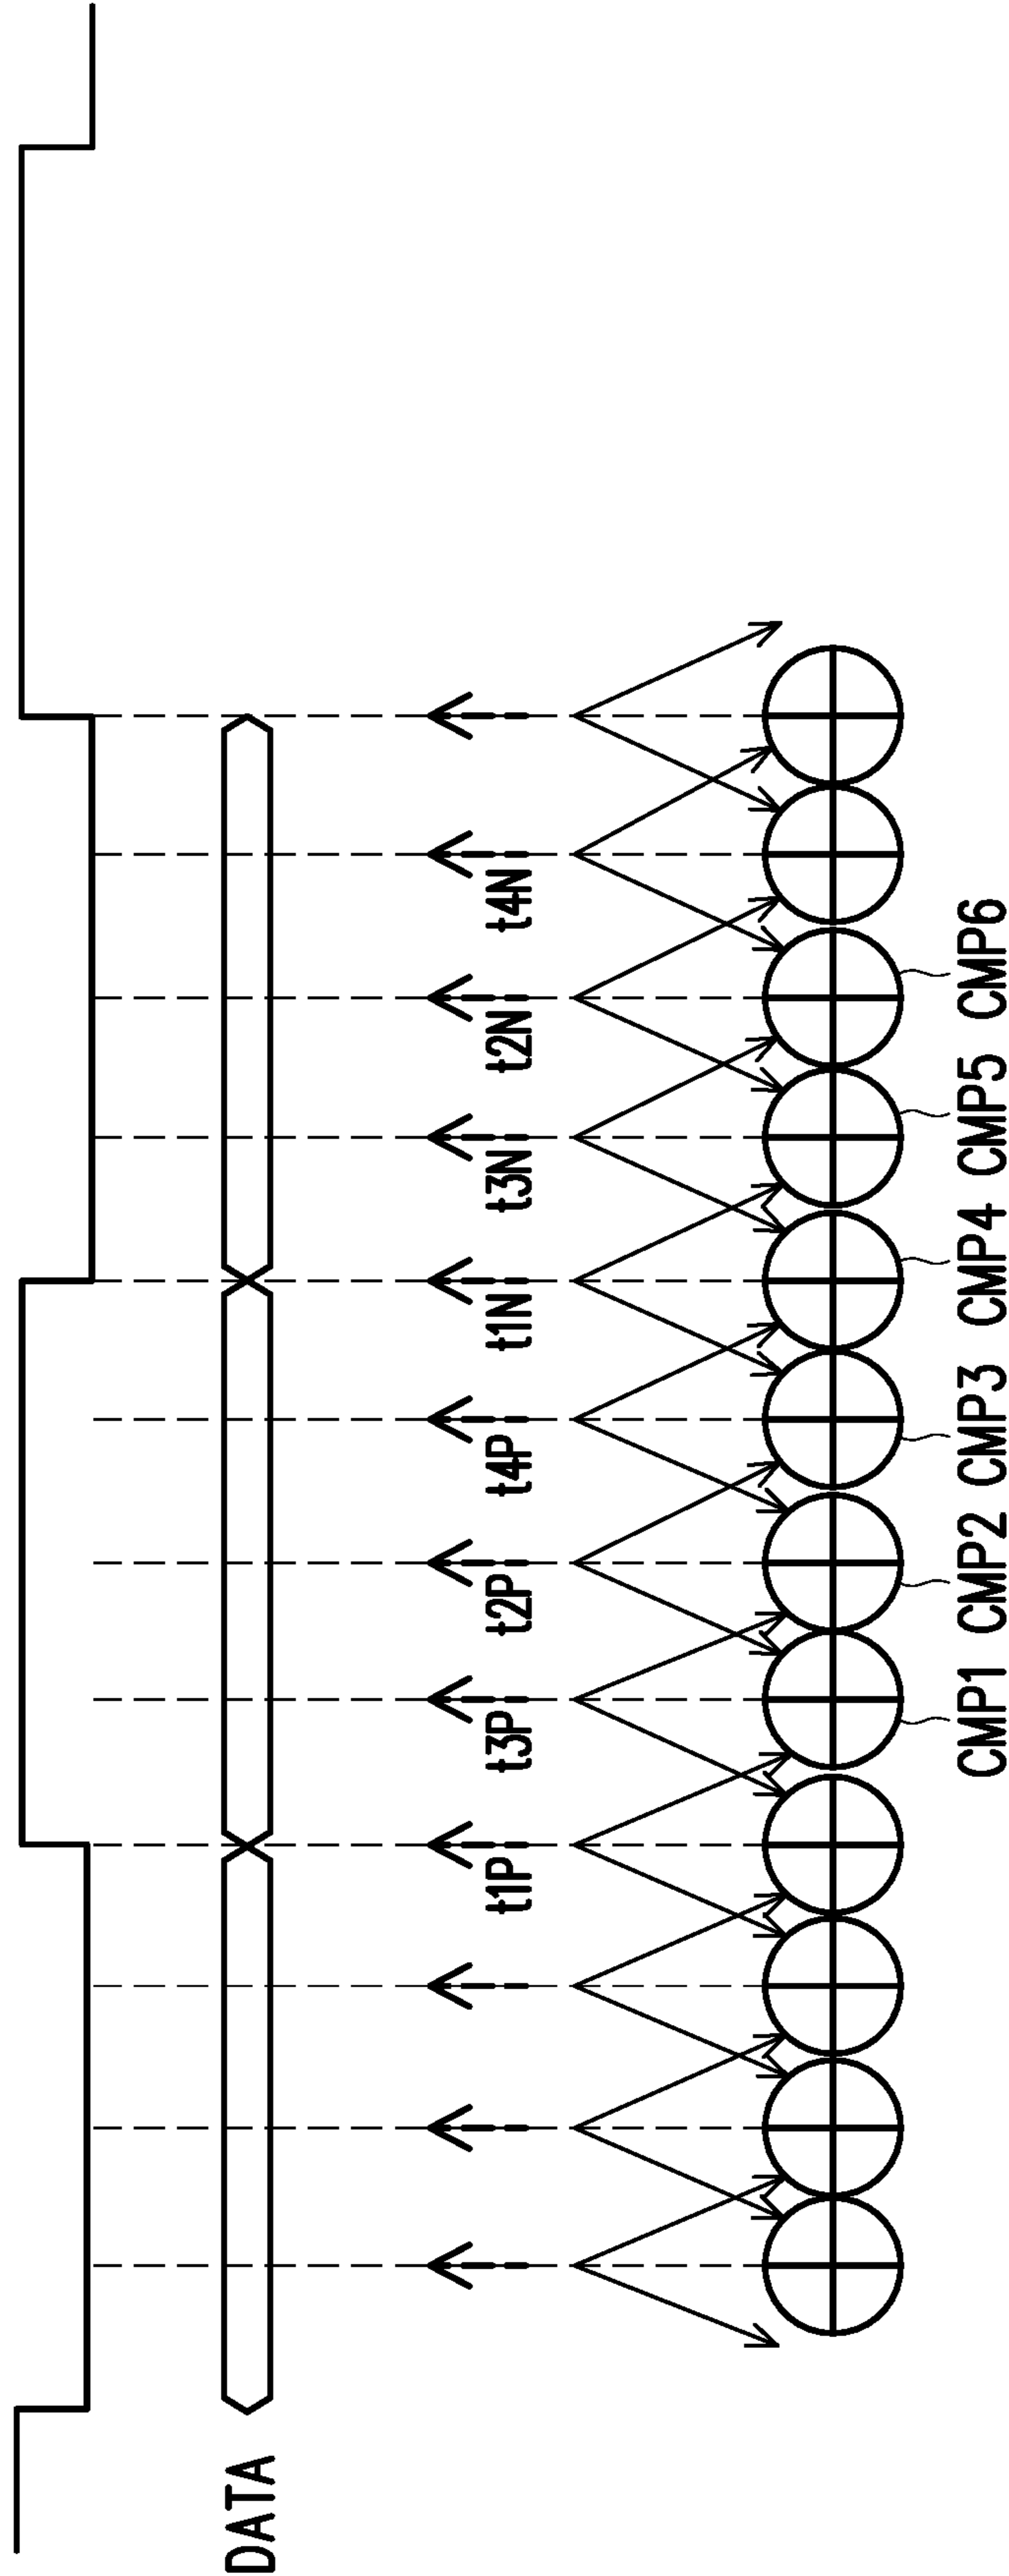 DATA
t1P t3P t2P t4P t1N t3N t2N t4N
CMP1 CMP2 CMP3 CMP4 CMP5 CMP6